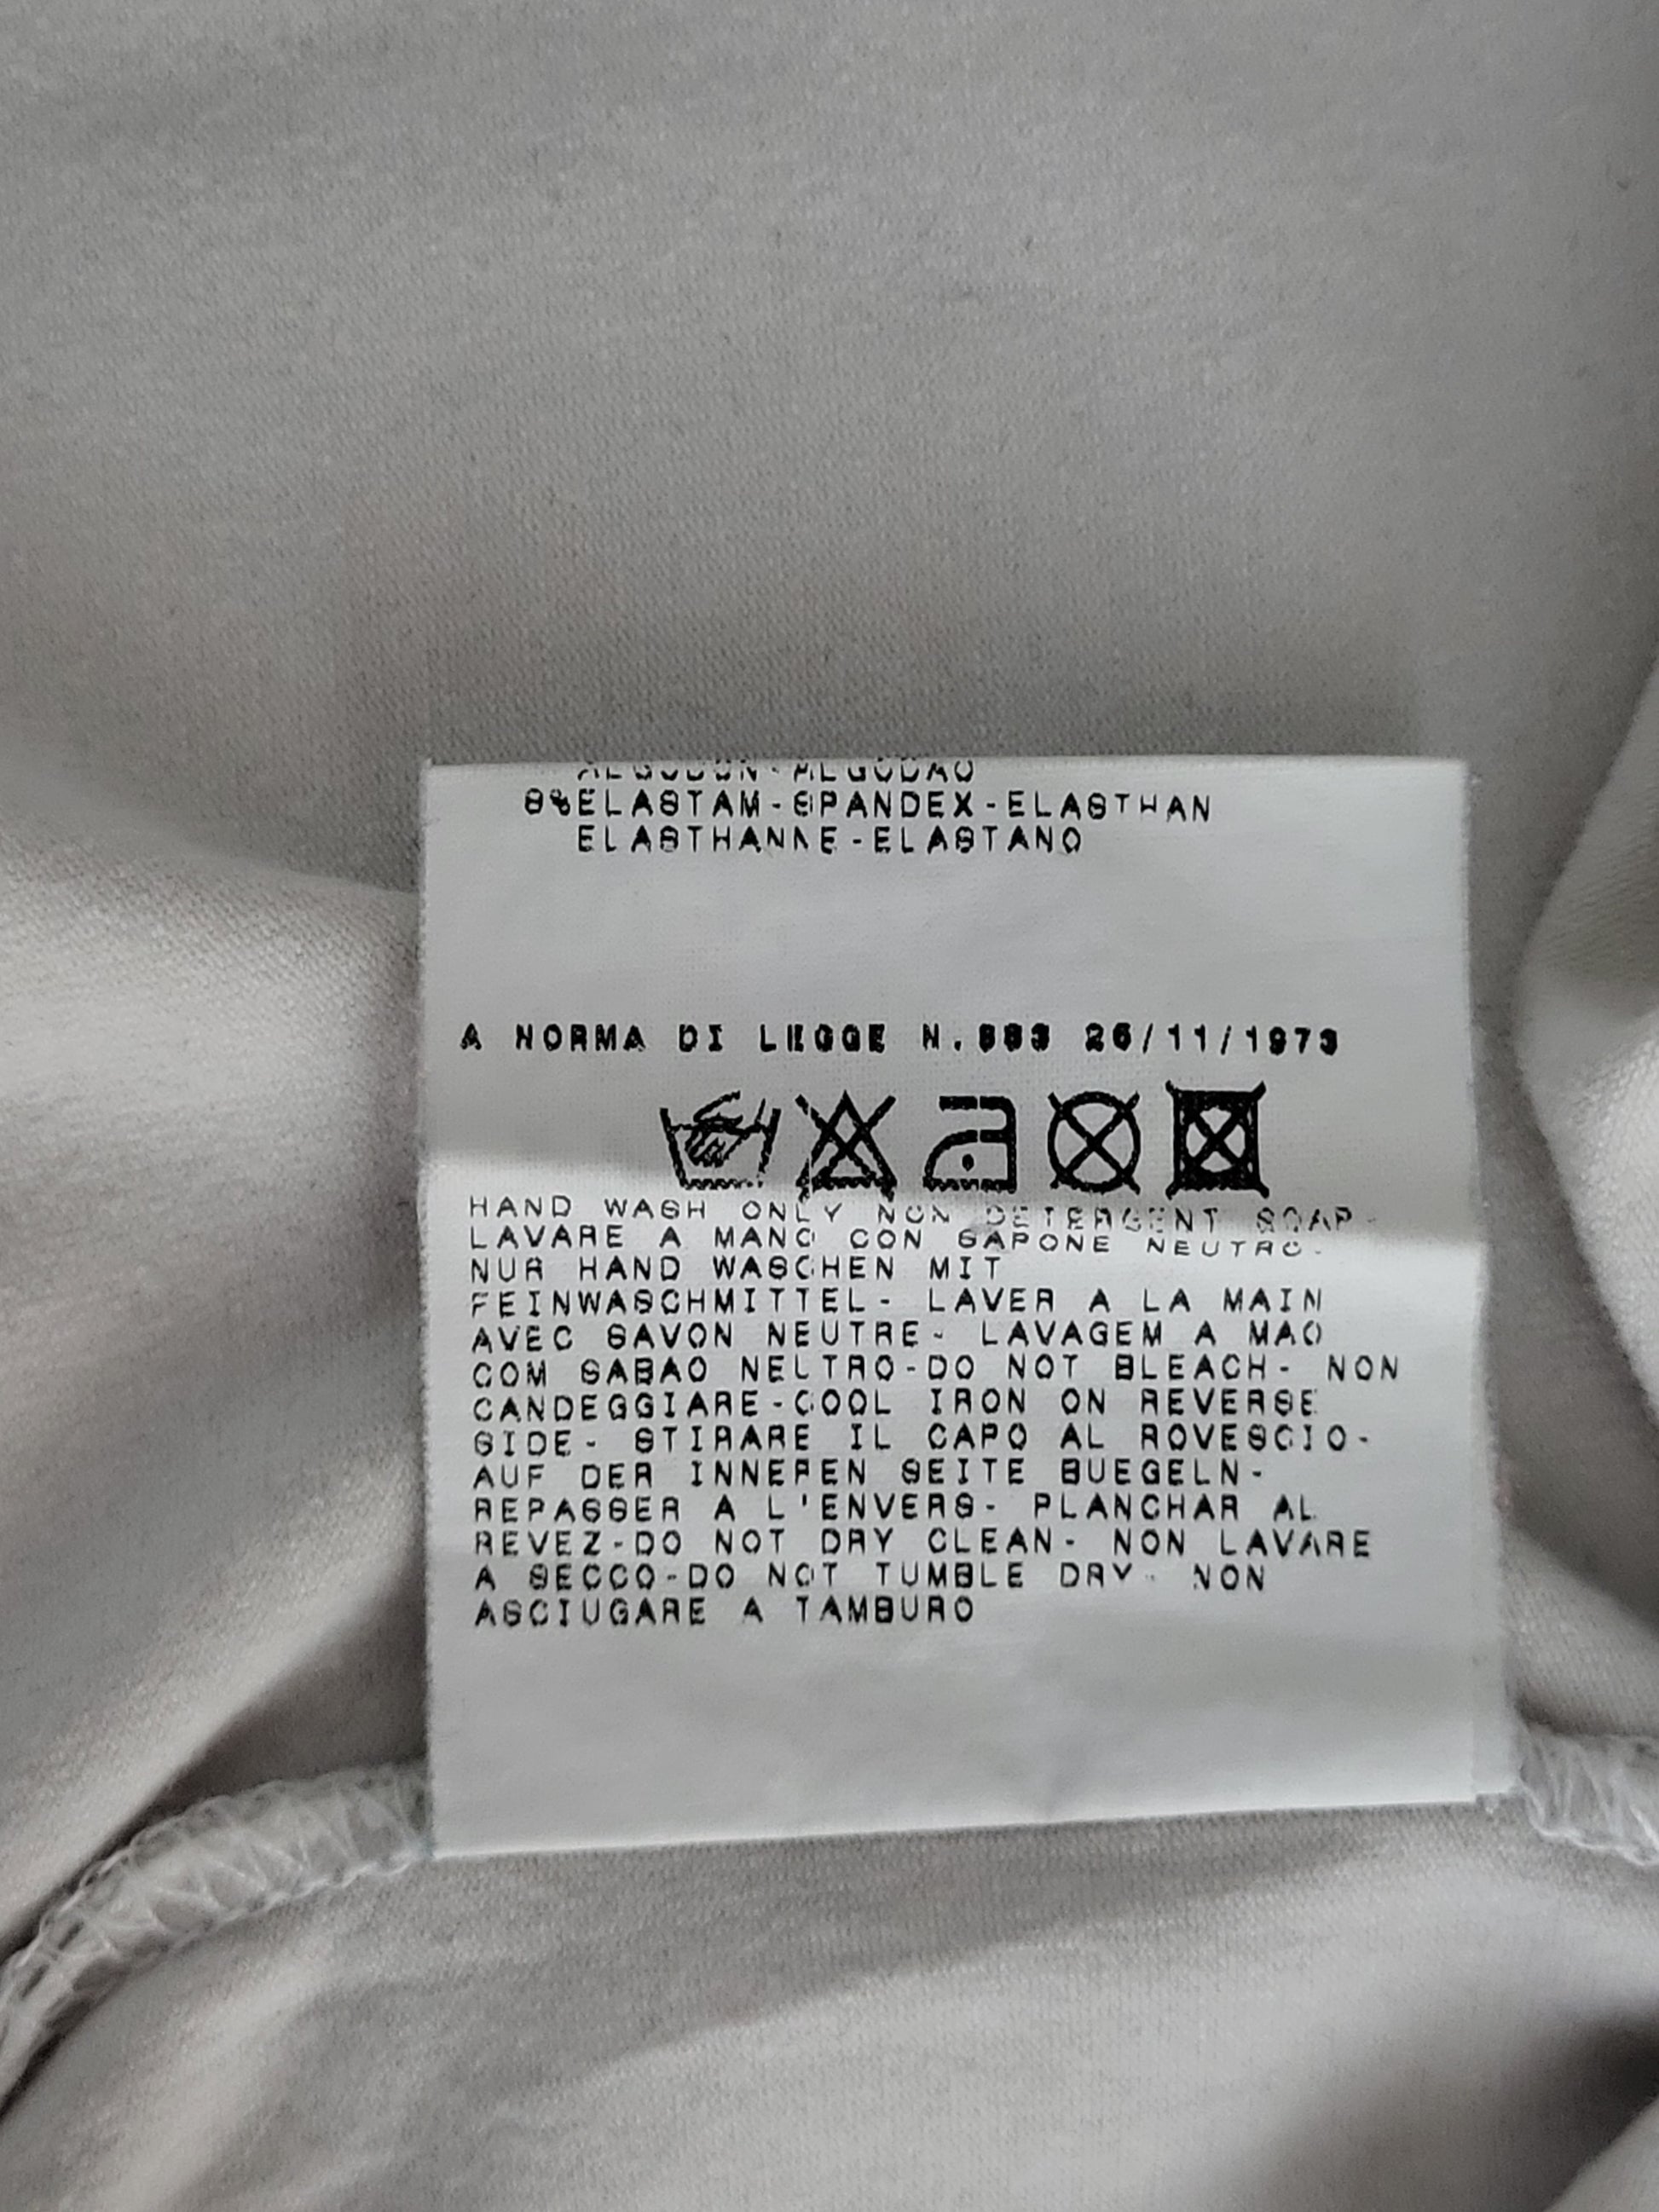 ALGODON-ALGODAO
8%ELASTAM-SPANDEX-ELASTHAN
ELASTHANNE-ELASTANO
A NORMA DI LEGGE N.883 26/11/1973
HAND WASH ONLY NON DETERGENT SOAP-
LAVARE A MANO CON SAPONE NEUTRO-
NUR HAND WASCHEN MIT
FEINWASCHMITTEL- LAVER A LA MAIN
AVEC SAVON NEUTRE- LAVAGEM A MAO
COM SABAO NEUTRO-DO NOT BLEACH- NON
CANDEGGIARE-COOL IRON ON REVERSE
SIDE- STIRARE IL CAPO AL ROVESCIO-
AUF DER INNEREN SEITE BUEGELN-
REPASSER A L'ENVERS- PLANCHAR AL
REVEZ-DO NOT DRY CLEAN- NON LAVARE
A SECCO-DO NOT TUMBLE DRY- NON
ASCIUGARE A TAMBURO